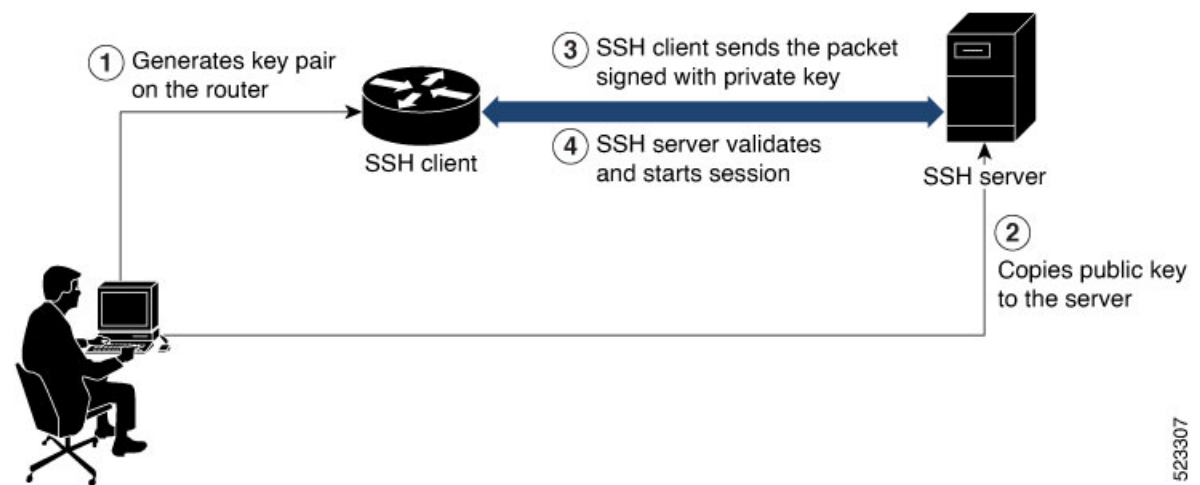 1 Generates key pair
on the router
SSH client
3 SSH client sends the packet
signed with private key
4 SSH server validates
and starts session
SSH server
2
Copies public key
to the server
523307